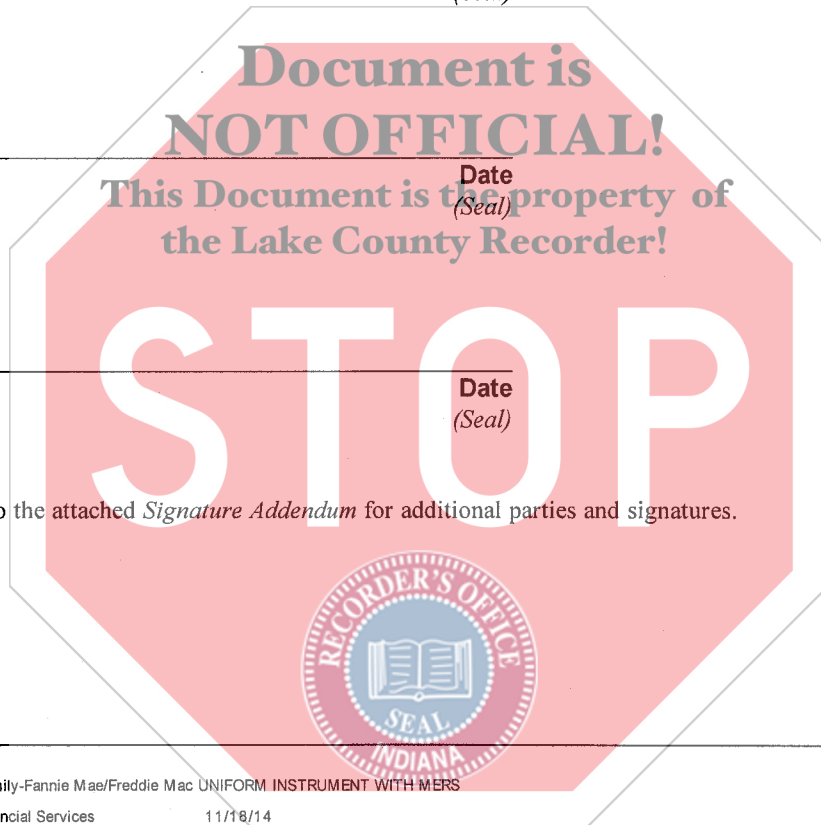 (Seal)
Document is
NOT OFFICIAL!
Date
This Document is the property of
(Seal)
the Lake County Recorder!
STOP
Date
(Seal)
the attached Signature Addendum for additional parties and signatures.
RECORDER'S OFFICE
SEAL
INDIANA
Fannie Mae/Freddie Mac UNIFORM INSTRUMENT WITH MERS
Services 11/18/14